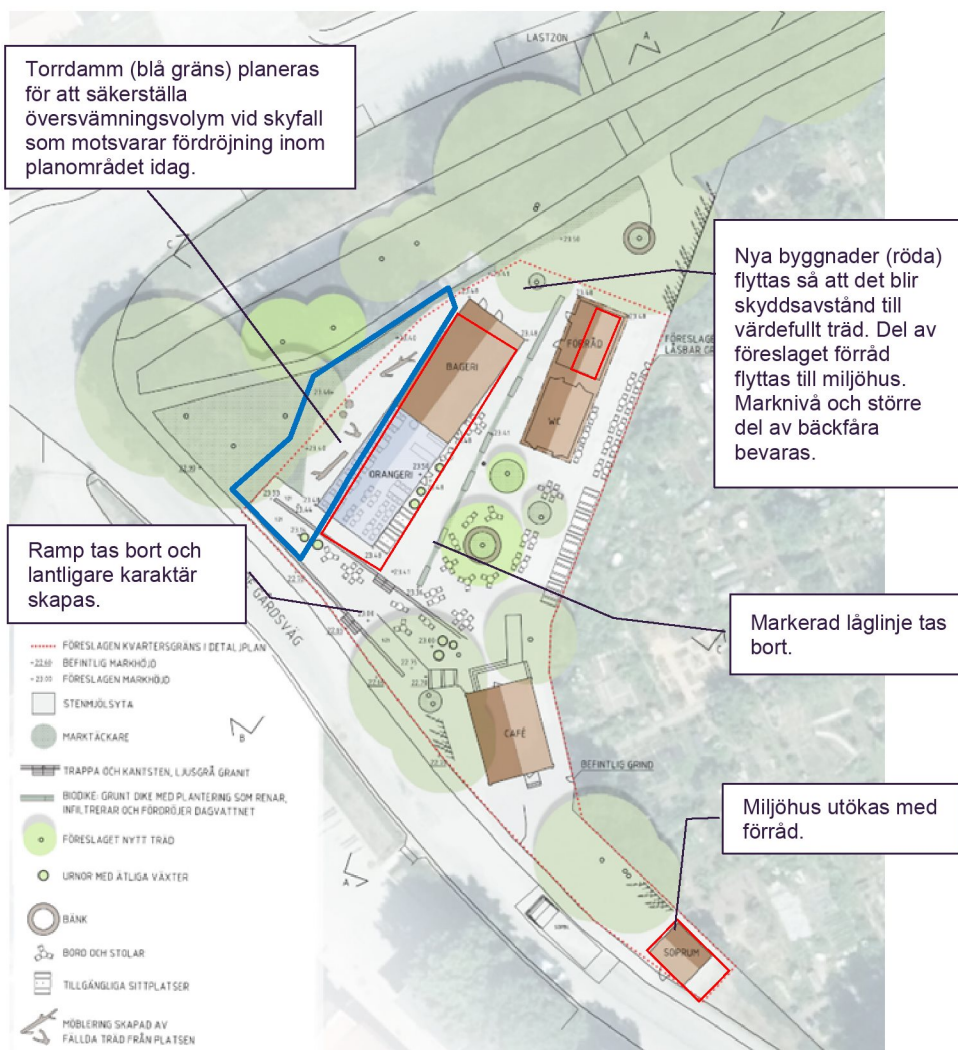 LASTZON
Torrdamm (blå gräns) planeras
för att säkerställa
översvämningsvolym vid skyfall
som motsvarar fördröjning inom
planområdet idag.
Nya byggnader (röda)
flyttas så att det blir
skyddsavstånd till
värdefullt träd. Del av
föreslaget förråd
flyttas till miljöhus.
Marknivå och större
del av bäckfåra
bevaras.
A
C
FÖRESLAGE
LÅSBAR GR
BAGERI
FÖRRÅD
WC
ORANGERI
Ramp tas bort och
lantligare karaktär
skapas.
Markerad låglinje tas
bort.
C
GÅRDSVÄG
CAFÉ
BEFINTLIG GRIND
Miljöhus utökas med
förråd.
SOPRUM
A
B
FÖRESLAGEN KVARTERSGRÄNS I DETALJPLAN
BEFINTLIG MARKHÖJD
FÖRESLAGEN MARKHÖJD
STENMJÖLSYTA
MARKTÄCKARE
TRAPPA OCH KANTSTEN, LJUSGRÅ GRANIT
BIODIKE: GRUNT DIKE MED PLANTERING SOM RENAR,
INFILTRERAR OCH FÖRDRÖJER DAGVATTNET
FÖRESLAGET NYTT TRÄD
URNOR MED ÄTLIGA VÄXTER
BÄNK
BORD OCH STOLAR
TILLGÄNGLIGA SITTPLATSER
MÖBLERING SKAPAD AV
FÄLLDA TRÄD FRÅN PLATSEN